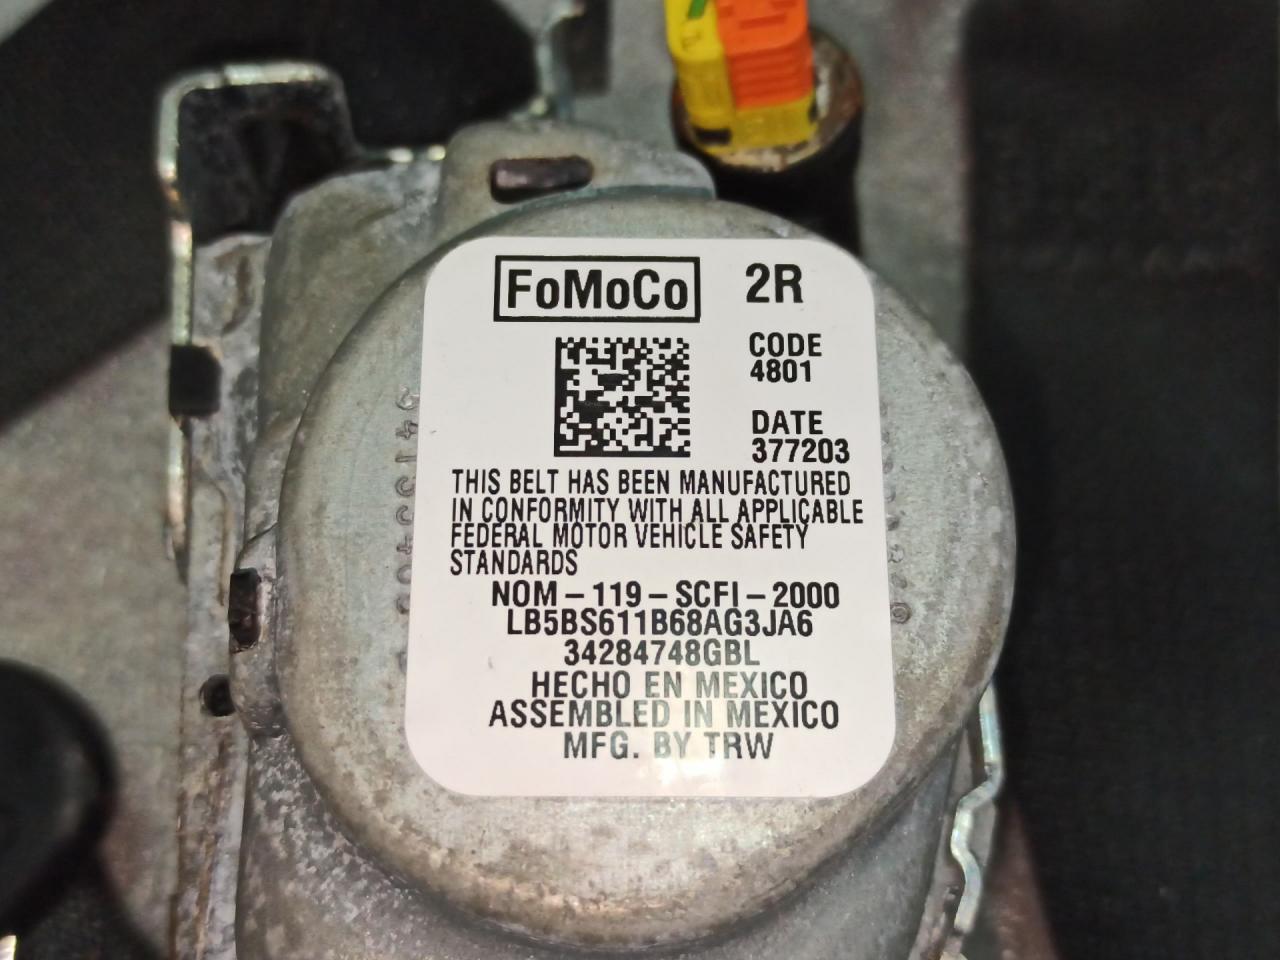 FoMoCo 2R
CODE
4801
DATE
377203
THIS BELT HAS BEEN MANUFACTURED
IN CONFORMITY WITH ALL APPLICABLE
FEDERAL MOTOR VEHICLE SAFETY
STANDARDS
NOM-119-SCFI-2000
LB5BS611B68AG3JA6
34284748GBL
HECHO EN MEXICO
ASSEMBLED IN MEXICO
MFG. BY TRW